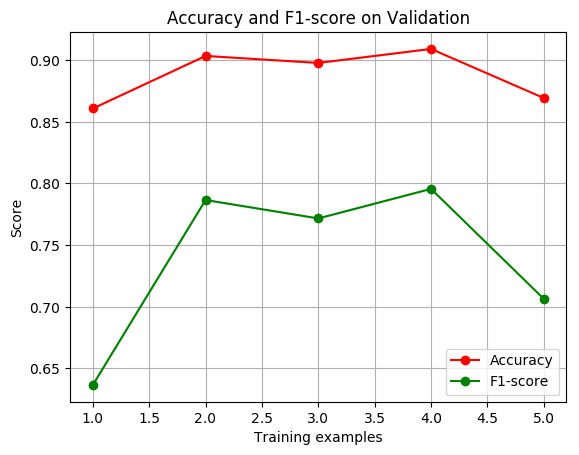 Accuracy and F1-score on Validation
0.90
0.85
0.80
0.75
0.70
0.65
Score
1.0 1.5 2.0 2.5 3.0 3.5 4.0 4.5 5.0
Training examples
Accuracy
F1-score